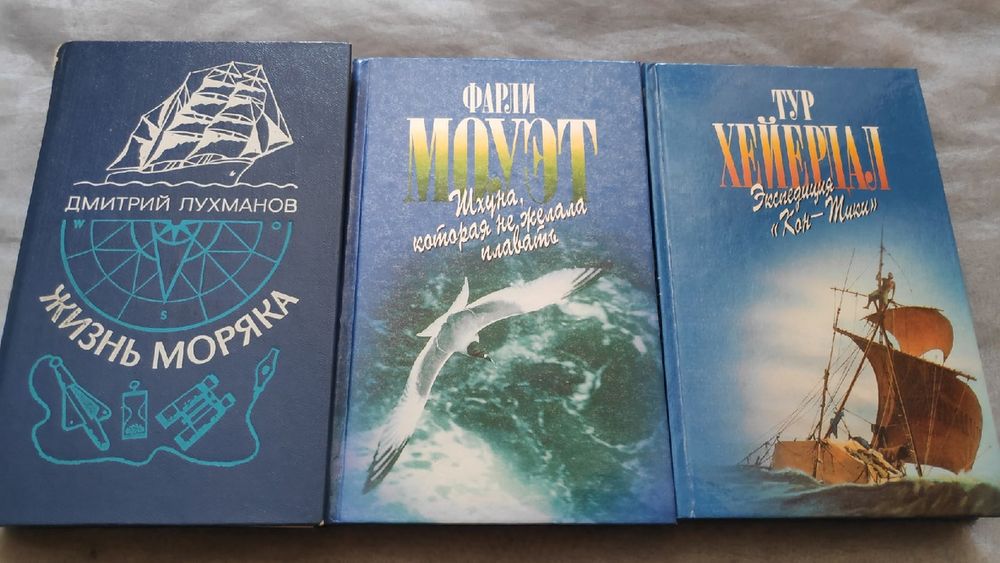 ДМИТРИЙ ЛУХМАНОВ
W
O
S
ЖИЗНЬ МОРЯКА
ФАРЛИ
МОУЭТ
Шхуна,
которая не желала
плавать
ТУР
ХЕЙЕРДАЛ
Экспедиция
«Кон-Тики»